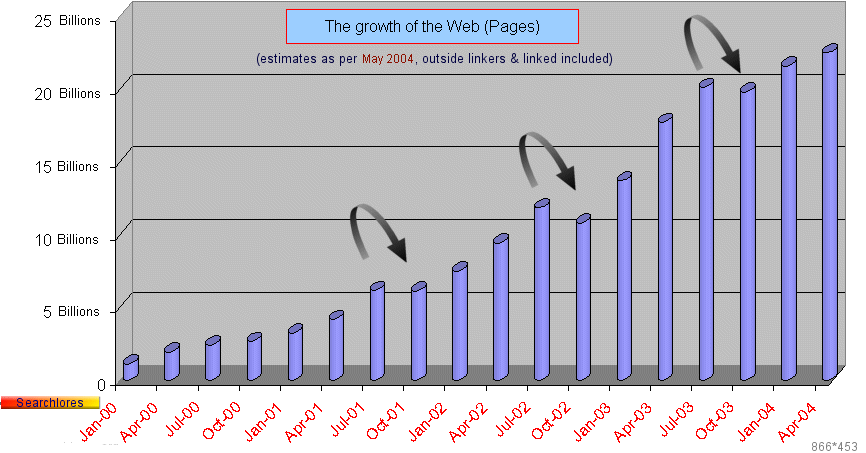 The growth of the Web (Pages)
(estimates as per May 2004, outside linkers & linked included)
25 Billions
20 Billions
15 Billions
10 Billions
5 Billions
0
Searchlores
Jan-00
Apr-00
Jul-00
Oct-00
Jan-01
Apr-01
Jul-01
Oct-01
Jan-02
Apr-02
Jul-02
Oct-02
Jan-03
Apr-03
Jul-03
Oct-03
Jan-04
Apr-04
866*453